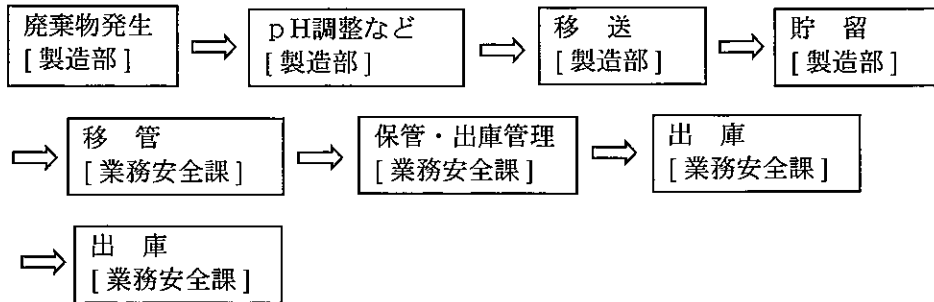 廃棄物発生
[製造部]
pH調整など
[製造部]
移 送
[製造部]
貯 留
[製造部]
移 管
[業務安全課]
保管・出庫管理
[業務安全課]
出 庫
[業務安全課]
出 庫
[業務安全課]